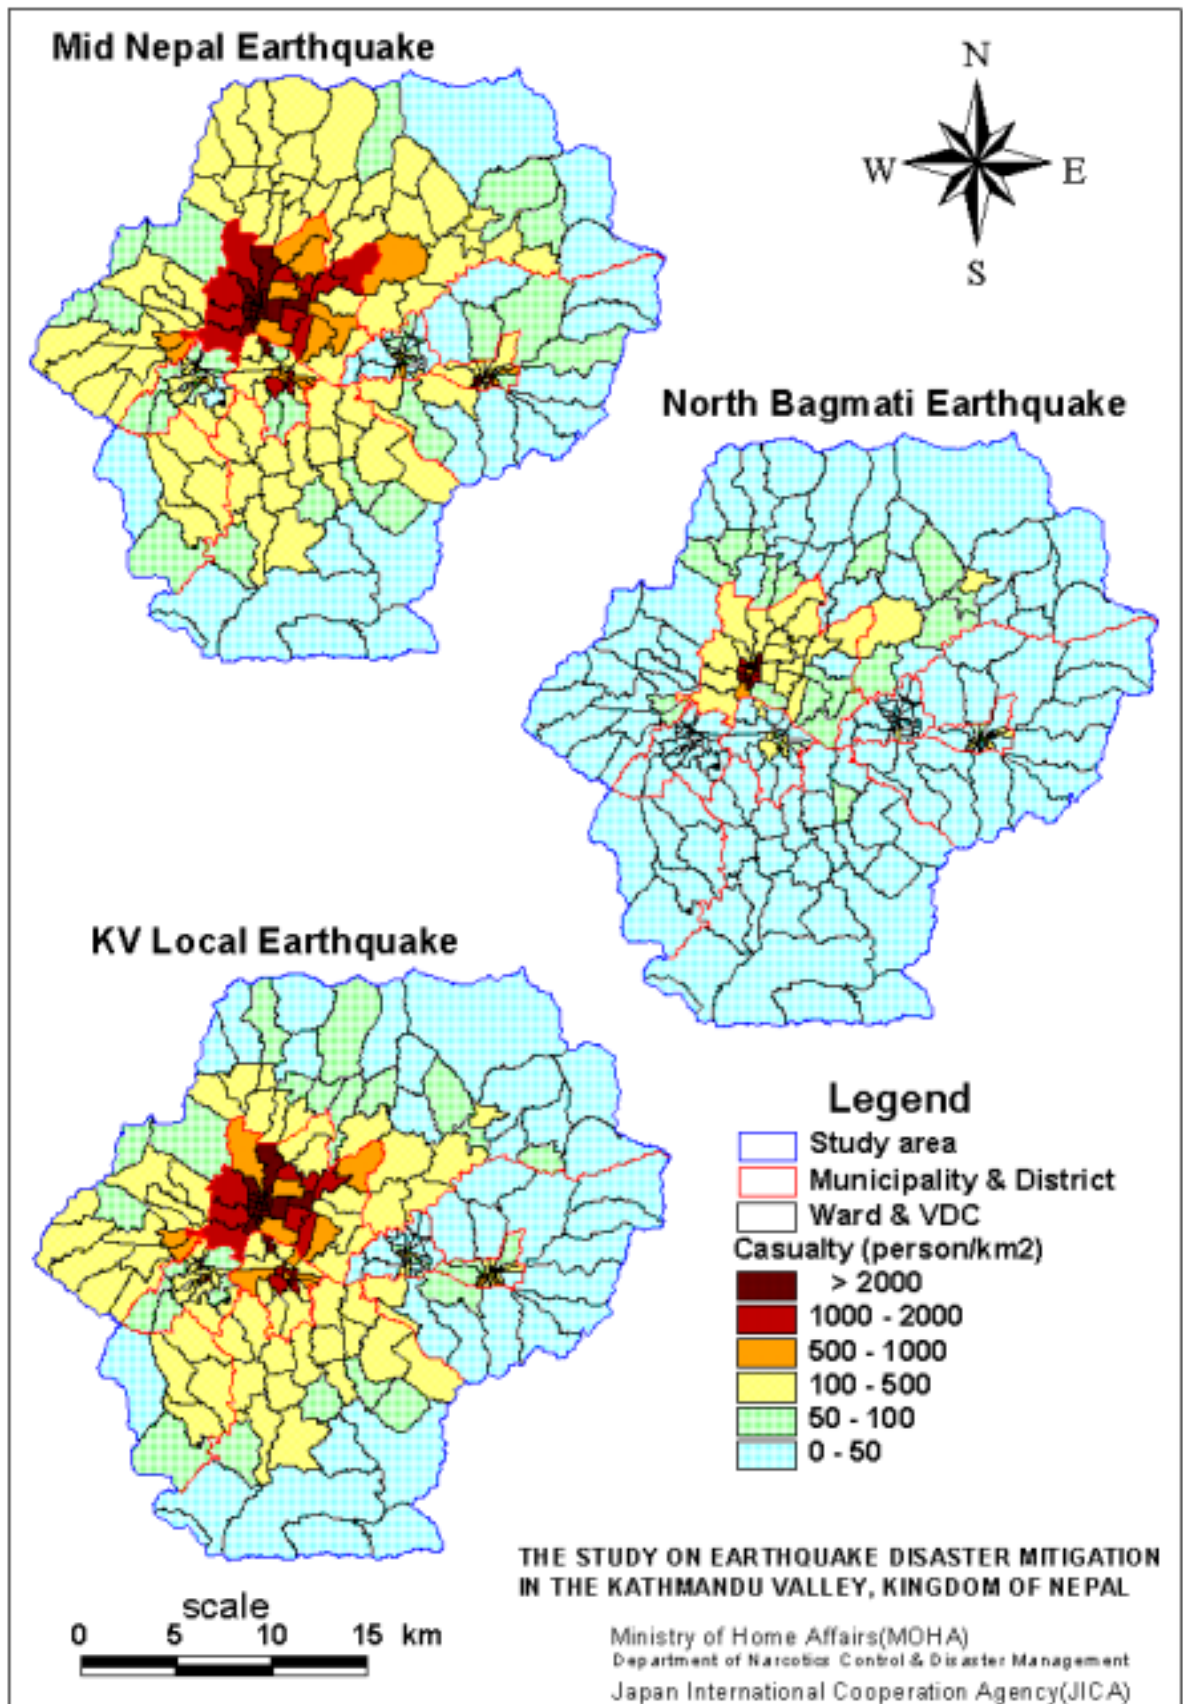 Mid Nepal Earthquake
N
W
E
S
North Bagmati Earthquake
KV Local Earthquake
Legend
Study area
Municipality & District
Ward & VDC
Casualty (person/km2)
> 2000
1000 - 2000
500 - 1000
100 - 500
50 - 100
0 - 50
THE STUDY ON EARTHQUAKE DISASTER MITIGATION
IN THE KATHMANDU VALLEY, KINGDOM OF NEPAL
scale
0 5 10 15 km
Ministry of Home Affairs(MOHA)
Department of Narcotics Control & Disaster Management
Japan International Cooperation Agency(JICA)